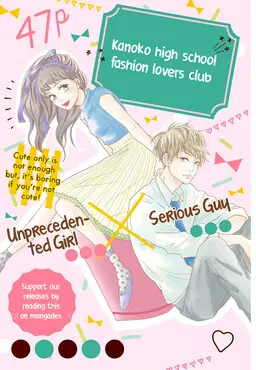 47p
Kanoko high school
fashion lovers club
Cute only is
not enough
but, it's boring
if you're not
cute!
Unpreceden-
ted Girl
Serious Guy
Support our
releases by
reading this
on mangadex